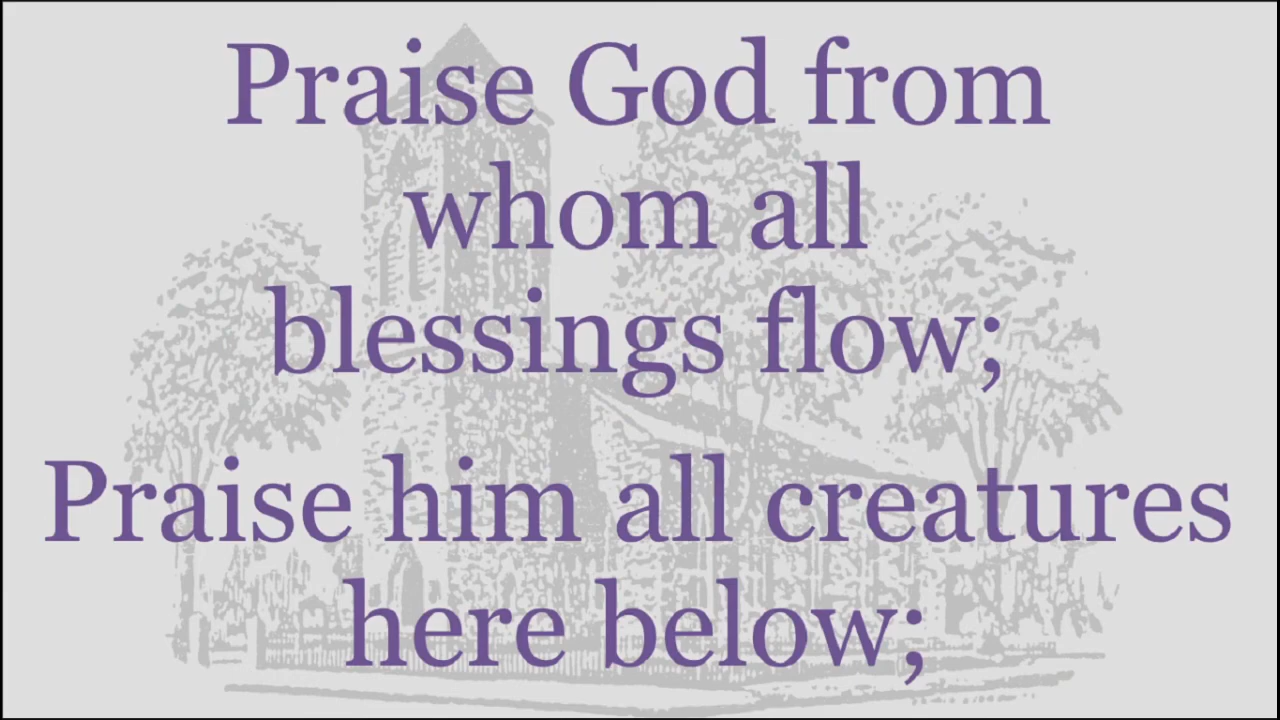 Praise God from
whom all
blessings flow;
Praise him all creatures
here below;